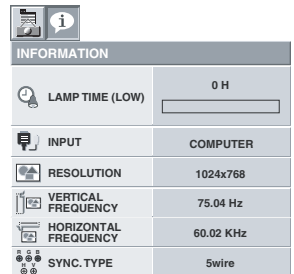 INFORMATION
LAMP TIME (LOW)
0 H
INPUT
COMPUTER
RESOLUTION
1024x768
VERTICAL
FREQUENCY
75.04 Hz
HORIZONTAL
FREQUENCY
60.02 KHz
R G B
H V
SYNC. TYPE
5wire